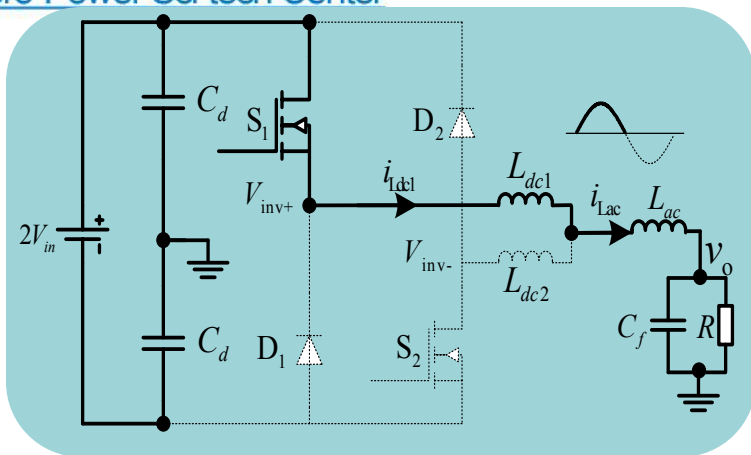 C_d
S_1
D_2
i_Ldc1
L_dc1
i_Lac
L_ac
V_inv+
2V_in
V_inv-
L_dc2
v_o
C_d
D_1
S_2
C_f
R